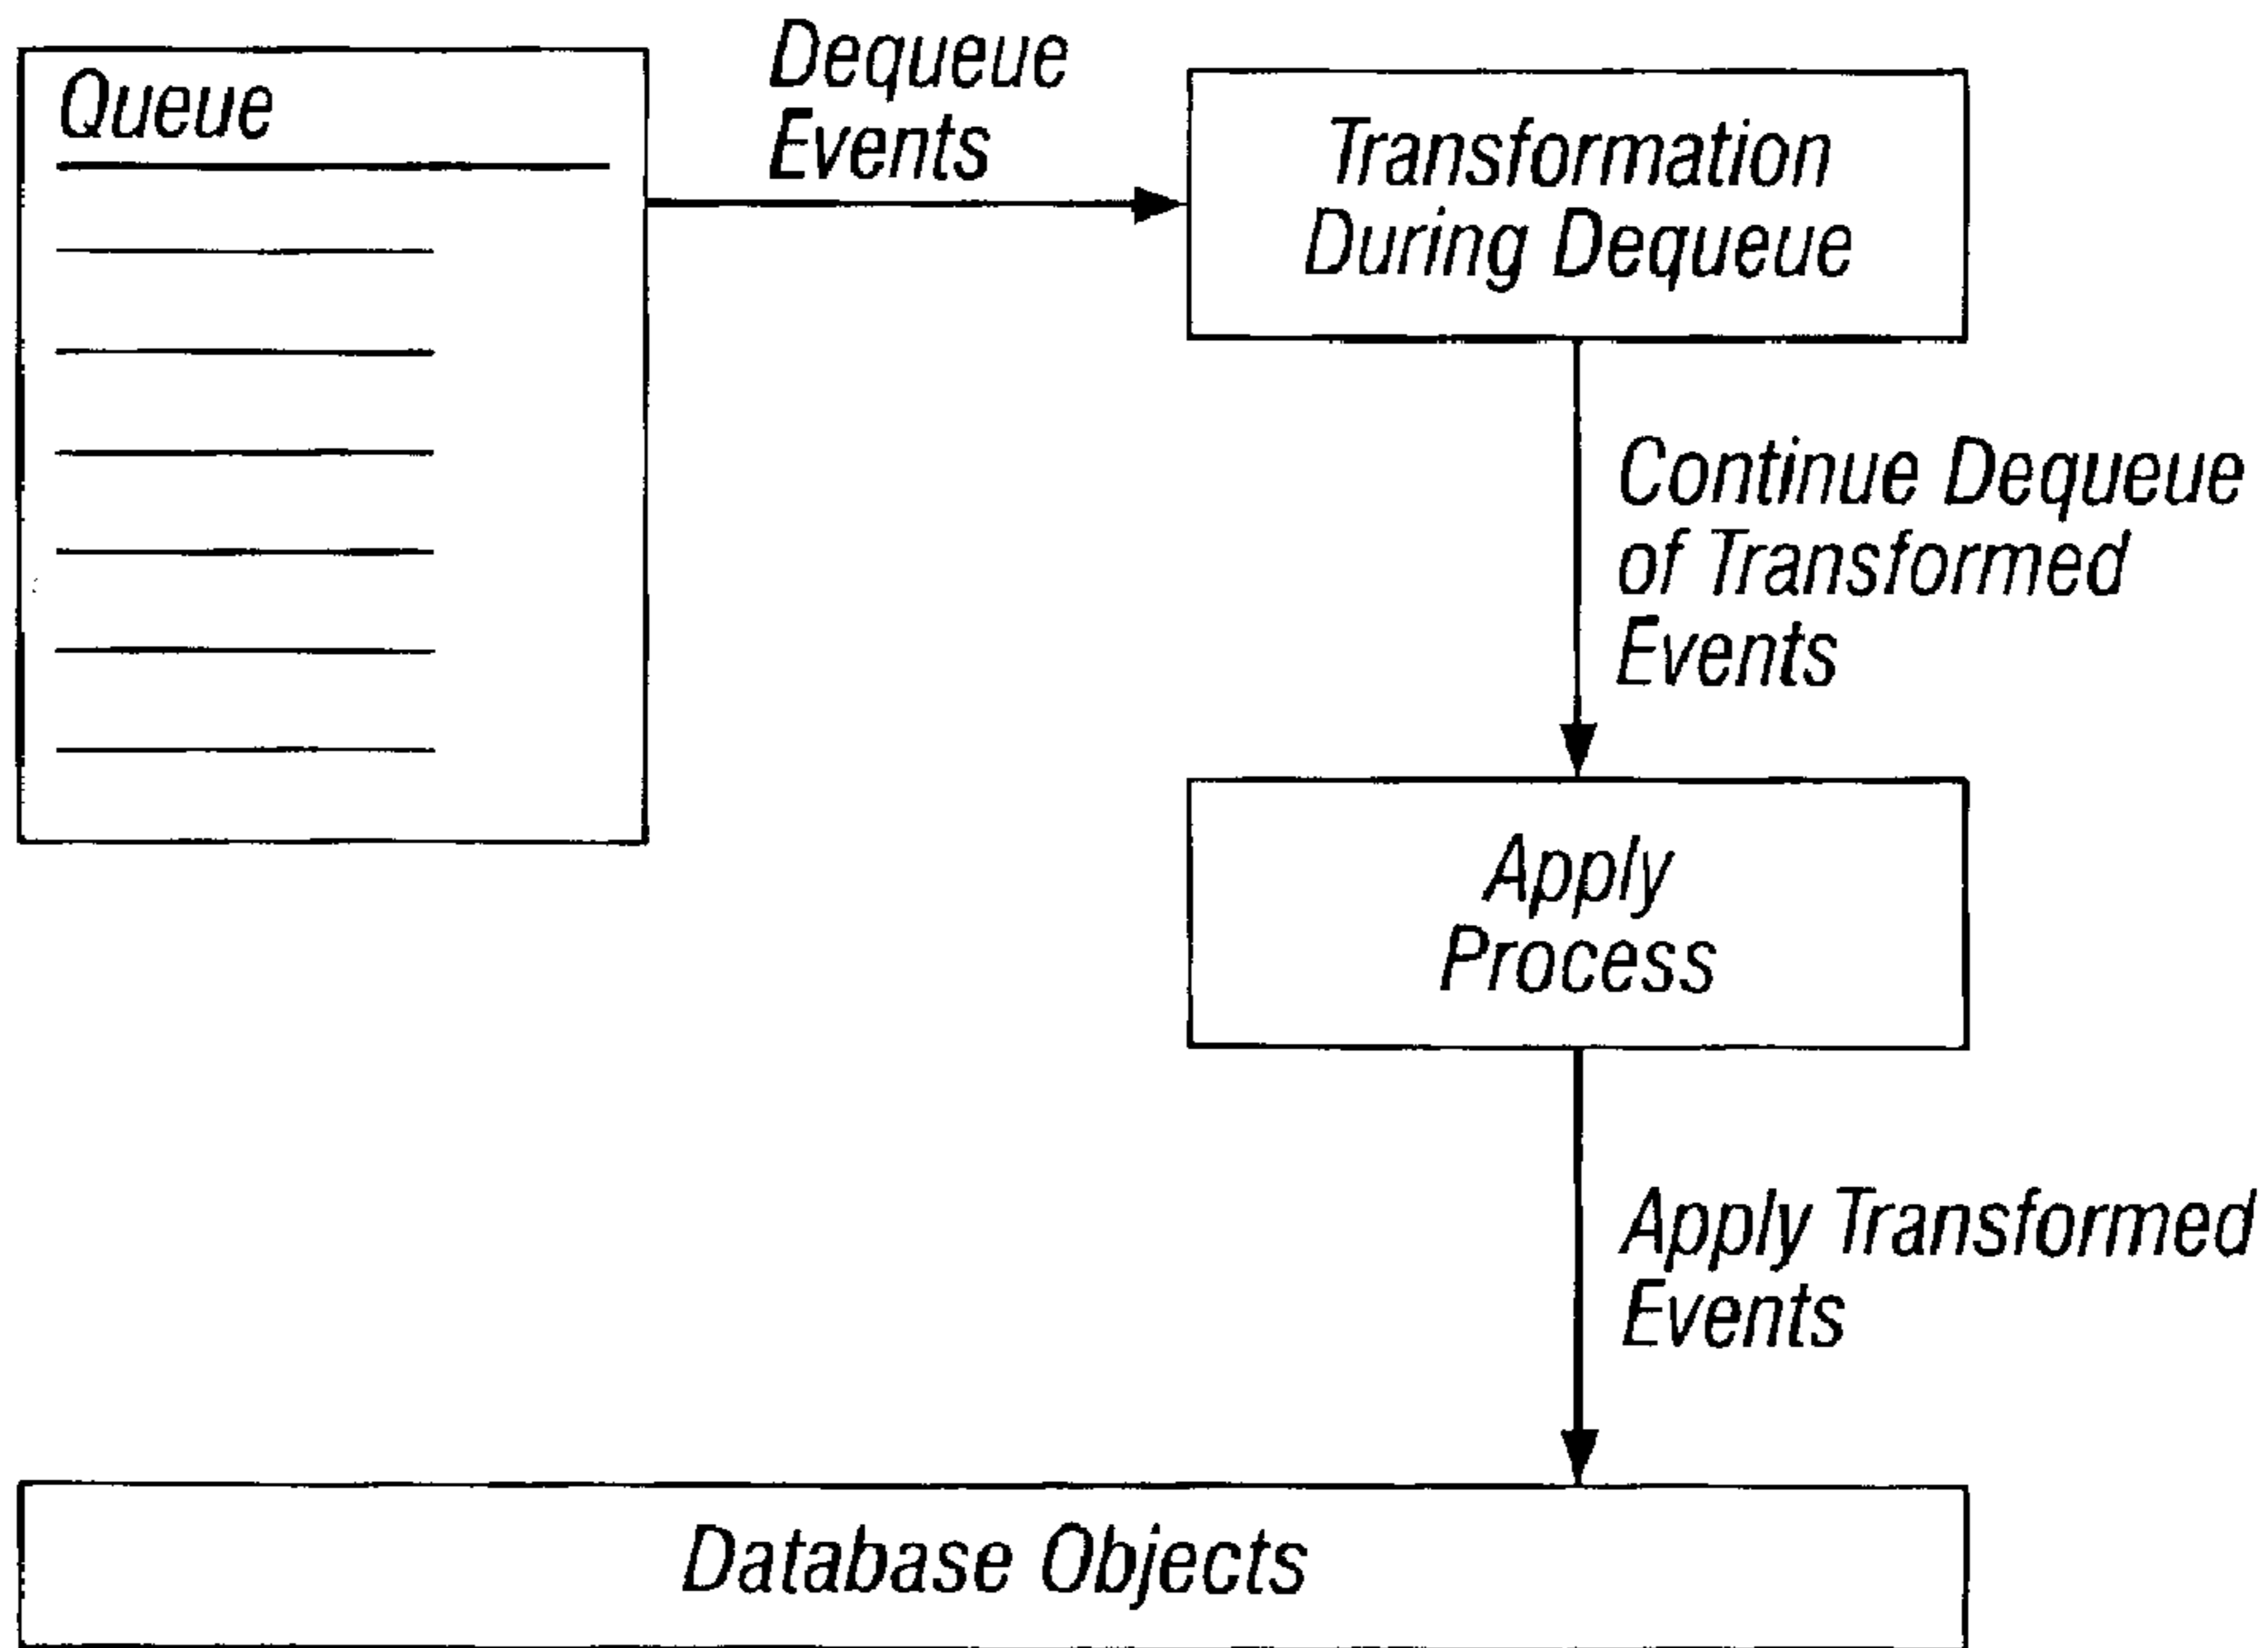 Queue
Dequeue
Events
Transformation
During Dequeue
Continue Dequeue
of Transformed
Events
Apply
Process
Apply Transformed
Events
Database Objects